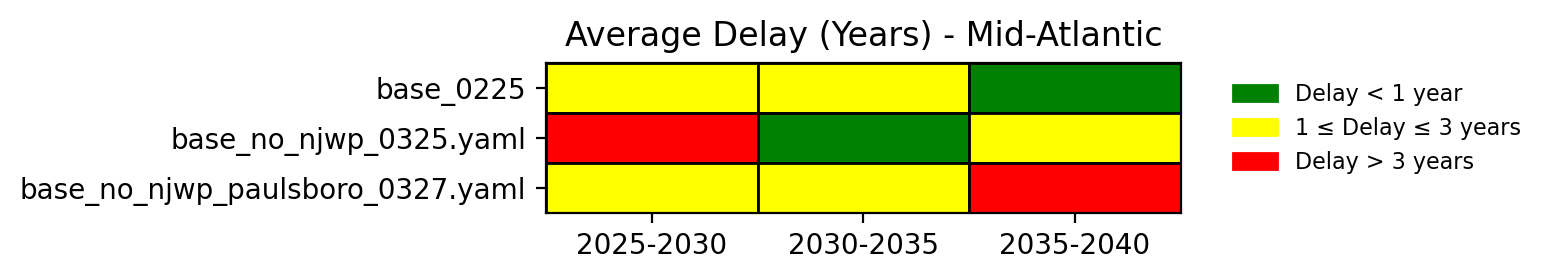 Average Delay (Years) - Mid-Atlantic
base_0225
base_no_njwp_0325.yaml
base_no_njwp_paulsboro_0327.yaml
2025-2030
2030-2035
2035-2040
Delay < 1 year
1 ≤ Delay ≤ 3 years
Delay > 3 years